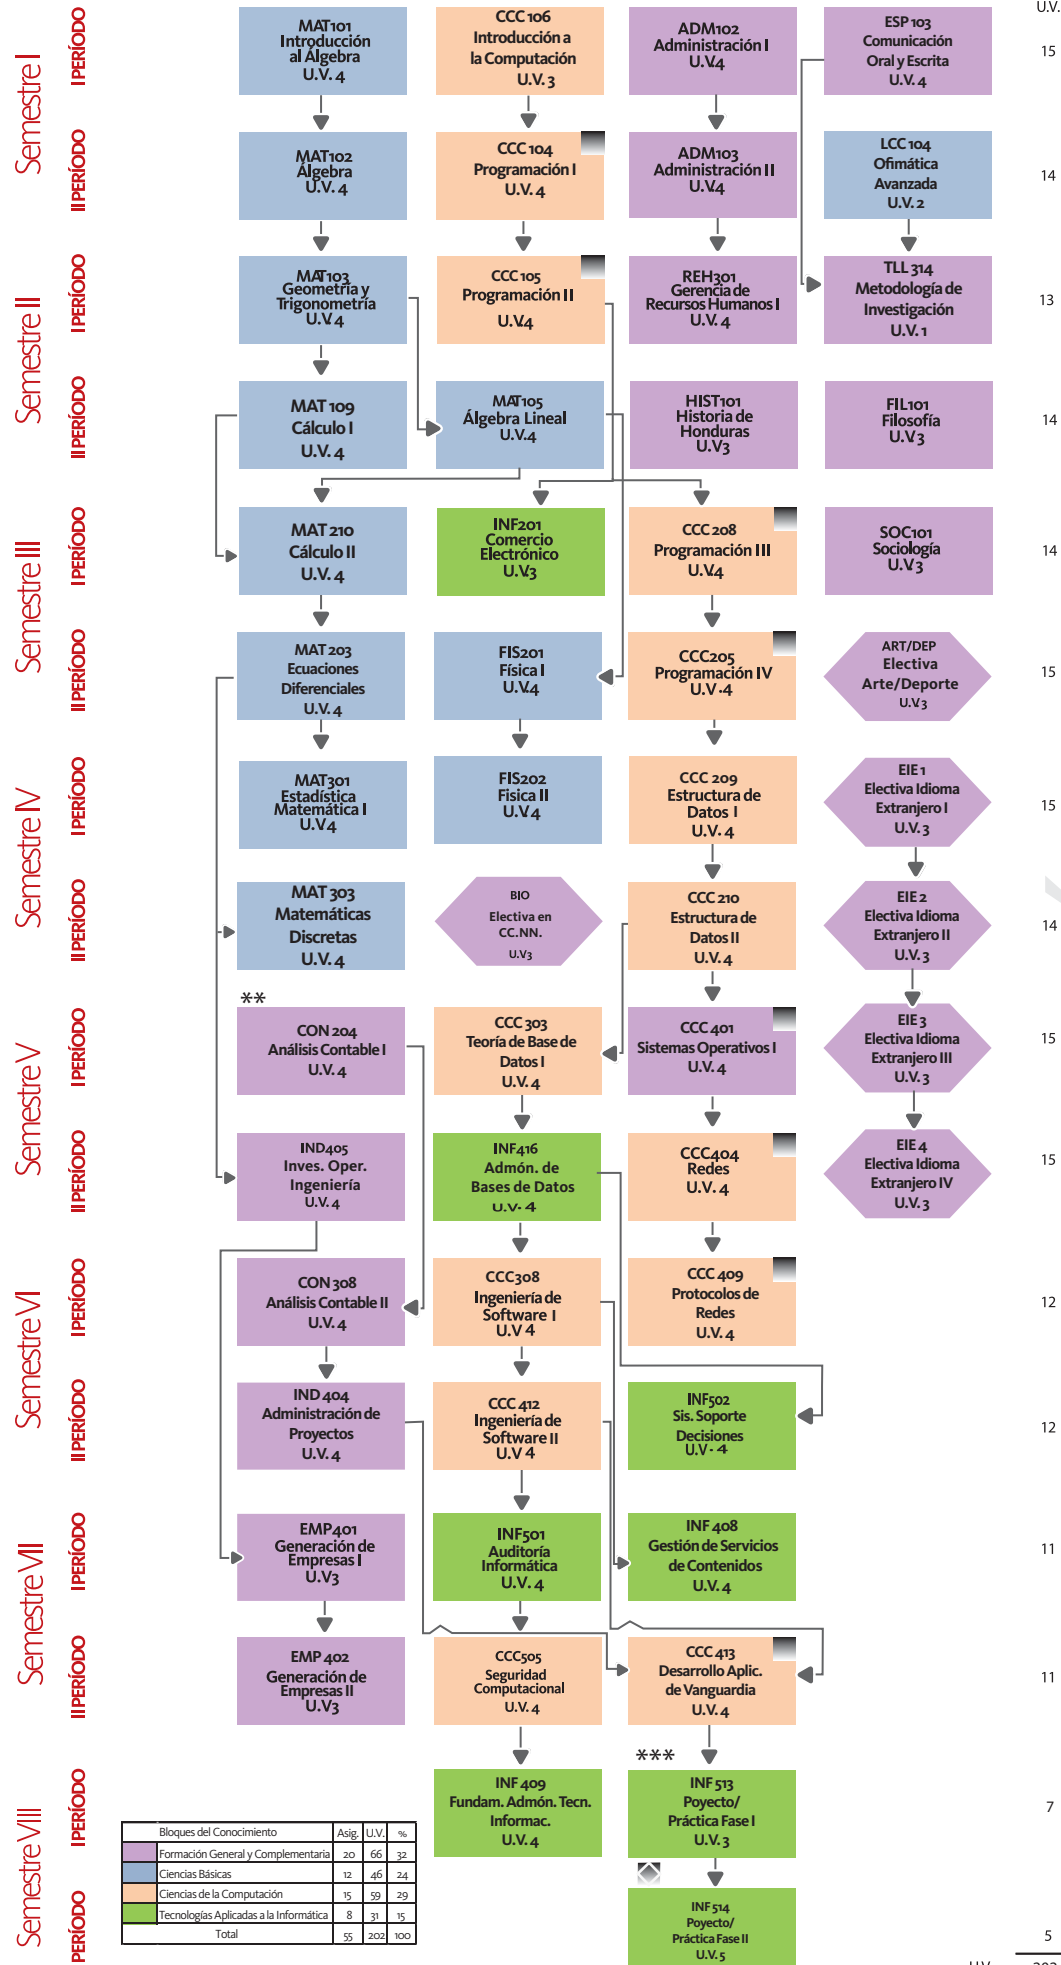 U.V.
Semestre I
I PERÍODO
MAT101
Introducción
al Álgebra
U.V. 4
CCC 106
Introducción a
la Computación
U.V. 3
ADM102
Administración I
U.V.4
ESP 103
Comunicación
Oral y Escrita
U.V. 4
15
II PERÍODO
MAT102
Álgebra
U.V. 4
CCC 104
Programación I
U.V. 4
ADM103
Administración II
U.V.4
LCC 104
Ofimática
Avanzada
U.V. 2
14
Semestre II
I PERÍODO
MAT103
Geometría y
Trigonometría
U.V. 4
CCC 105
Programación II
U.V.4
REH301
Gerencia de
Recursos Humanos I
U.V. 4
TLL 314
Metodología de
Investigación
U.V. 1
13
II PERÍODO
MAT 109
Cálculo I
U.V. 4
MAT105
Álgebra Lineal
U.V.4
HIST101
Historia de
Honduras
U.V.3
FIL101
Filosofía
U.V.3
14
Semestre III
I PERÍODO
MAT 210
Cálculo II
U.V. 4
INF201
Comercio
Electrónico
U.V.3
CCC 208
Programación III
U.V.4
SOC101
Sociología
U.V.3
14
II PERÍODO
MAT 203
Ecuaciones
Diferenciales
U.V. 4
FIS201
Física I
U.V.4
CCC205
Programación IV
U.V .4
ART/DEP
Electiva
Arte/Deporte
U.V.3
15
Semestre IV
I PERÍODO
MAT301
Estadística
Matemática I
U.V.4
FIS202
Fisica II
U.V.4
CCC 209
Estructura de
Datos I
U.V. 4
EIE 1
Electiva Idioma
Extranjero I
U.V. 3
15
II PERÍODO
MAT 303
Matemáticas
Discretas
U.V. 4
BIO
Electiva en
CC.NN.
U.V3
CCC 210
Estructura de
Datos II
U.V. 4
EIE 2
Electiva Idioma
Extranjero II
U.V. 3
14
Semestre V
I PERÍODO
**
CON 204
Análisis Contable I
U.V. 4
CCC 303
Teoría de Base de
Datos I
U.V. 4
CCC 401
Sistemas Operativos I
U.V. 4
EIE 3
Electiva Idioma
Extranjero III
U.V. 3
15
II PERÍODO
IND405
Inves. Oper.
Ingeniería
U.V. 4
INF416
Admón. de
Bases de Datos
U.V. 4
CCC404
Redes
U.V. 4
EIE 4
Electiva Idioma
Extranjero IV
U.V. 3
15
Semestre VI
I PERÍODO
CON 308
Análisis Contable II
U.V. 4
CCC308
Ingeniería de
Software I
U.V 4
CCC 409
Protocolos de
Redes
U.V. 4
12
II PERÍODO
IND 404
Administración de
Proyectos
U.V. 4
CCC 412
Ingeniería de
Software II
U.V 4
INF502
Sis. Soporte
Decisiones
U.V . 4
12
Semestre VII
I PERÍODO
EMP401
Generación de
Empresas I
U.V.3
INF501
Auditoría
Informática
U.V. 4
INF 408
Gestión de Servicios
de Contenidos
U.V. 4
11
II PERÍODO
EMP 402
Generación de
Empresas II
U.V3
CCC505
Seguridad
Computacional
U.V. 4
CCC 413
Desarrollo Aplic.
de Vanguardia
U.V. 4
11
Semestre VIII
I PERÍODO
INF 409
Fundam. Admón. Tecn.
Informac.
U.V. 4
***
INF 513
Poyecto/
Práctica Fase I
U.V. 3
7
PERÍODO
INF 514
Poyecto/
Práctica Fase II
U.V. 5
5
Bloques del Conocimiento Asig. U.V. %
Formación General y Complementaria 20 66 32
Ciencias Básicas 12 46 24
Ciencias de la Computación 15 59 29
Tecnologías Aplicadas a la Informática 8 31 15
Total 55 202 100